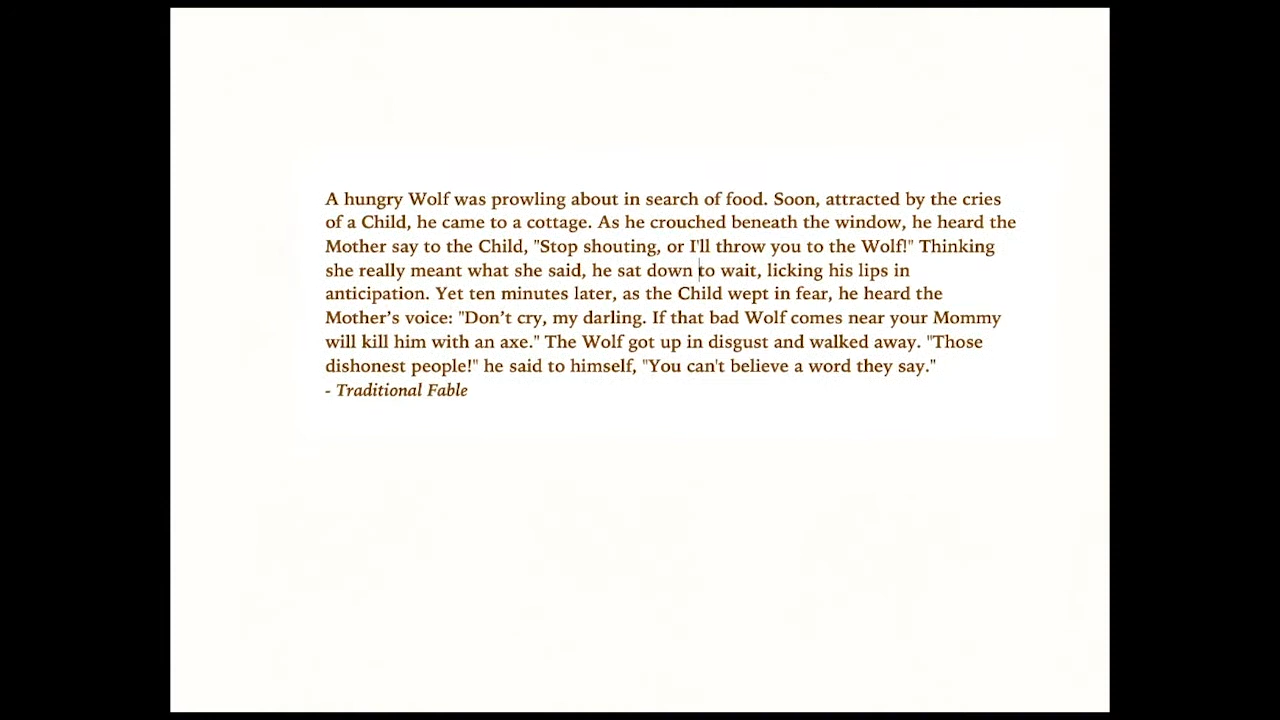 A hungry Wolf was prowling about in search of food. Soon, attracted by the cries
of a Child, he came to a cottage. As he crouched beneath the window, he heard the
Mother say to the Child, "Stop shouting, or I'll throw you to the Wolf!" Thinking
she really meant what she said, he sat down to wait, licking his lips in
anticipation. Yet ten minutes later, as the Child wept in fear, he heard the
Mother’s voice: "Don’t cry, my darling. If that bad Wolf comes near your Mommy
will kill him with an axe." The Wolf got up in disgust and walked away. "Those
dishonest people!" he said to himself, "You can't believe a word they say."
- Traditional Fable